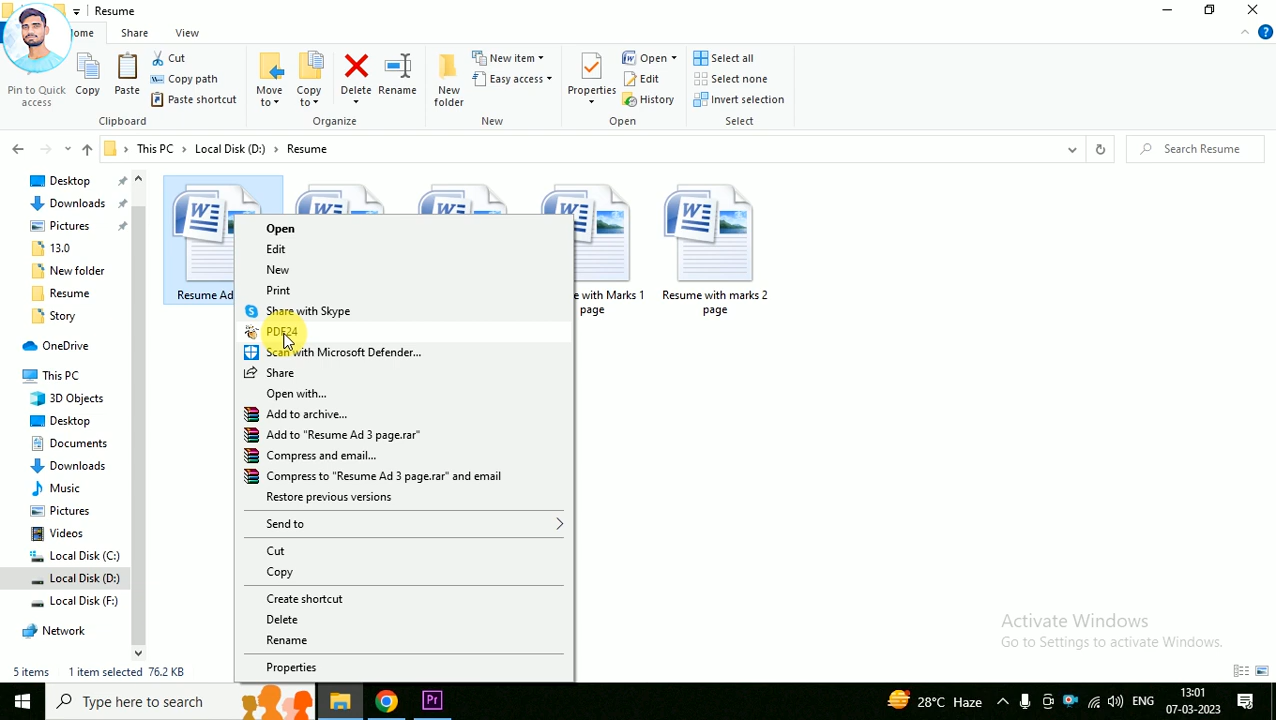 Resume
ome
Share
View
Pin to Quick access
Copy
Paste
Cut
Copy path
Paste shortcut
Clipboard
Move to
Copy to
Delete
Rename
Organize
New folder
New item
Easy access
New
Properties
Open
Edit
History
Open
Select all
Select none
Invert selection
Select
This PC
Local Disk (D:)
Resume
Search Resume
Desktop
Downloads
Pictures
13.0
New folder
Resume
Story
OneDrive
This PC
3D Objects
Desktop
Documents
Downloads
Music
Pictures
Videos
Local Disk (C:)
Local Disk (D:)
Local Disk (F:)
Network
Resume Ad
e with Marks 1
page
Resume with marks 2
page
Open
Edit
New
Print
Share with Skype
PDF24
Scan with Microsoft Defender...
Share
Open with...
Add to archive...
Add to "Resume Ad 3 page.rar"
Compress and email...
Compress to "Resume Ad 3 page.rar" and email
Restore previous versions
Send to
Cut
Copy
Create shortcut
Delete
Rename
Properties
Activate Windows
Go to Settings to activate Windows.
5 items
1 item selected 76.2 KB
Type here to search
Pr
28°C Haze
ENG
13:01
07-03-2023